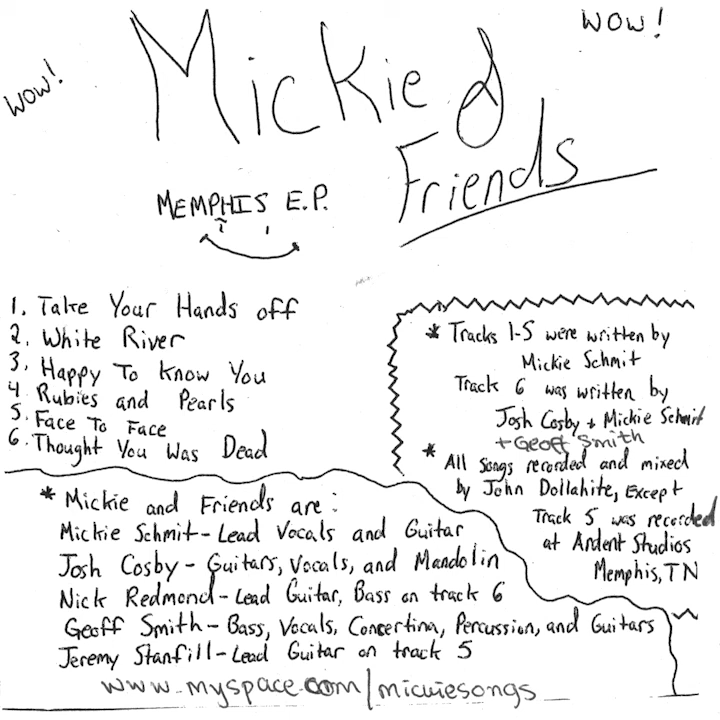 WOW!
WOW!
Mickie &
Friends
MEMPHIS E.P.
1. Take Your Hands off
2. White River
3. Happy To Know You
4. Rubies and Pearls
5. Face To Face
6. Thought You Was Dead
* Tracks 1-5 were written by
Mickie Schmit
Track 6 was written by
Josh Cosby + Mickie Schmit
+ Geoff Smith
* All songs recorded and mixed
by John Dollahite, Except
Track 5 was recorded
at Ardent Studios
Memphis, TN
* Mickie and Friends are:
Mickie Schmit - Lead Vocals and Guitar
Josh Cosby - Guitars, Vocals, and Mandolin
Nick Redmond - Lead Guitar, Bass on track 6
Geoff Smith - Bass, Vocals, Concertina, Percussion, and Guitars
Jeremy Stanfill - Lead Guitar on track 5
www.myspace.com/mickiesongs